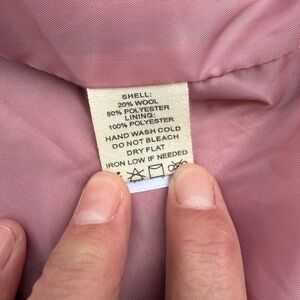 SHELL:
20% WOOL
80% POLYESTER
LINING:
100% POLYESTER
HAND WASH COLD
DO NOT BLEACH
DRY FLAT
IRON LOW IF NEEDED